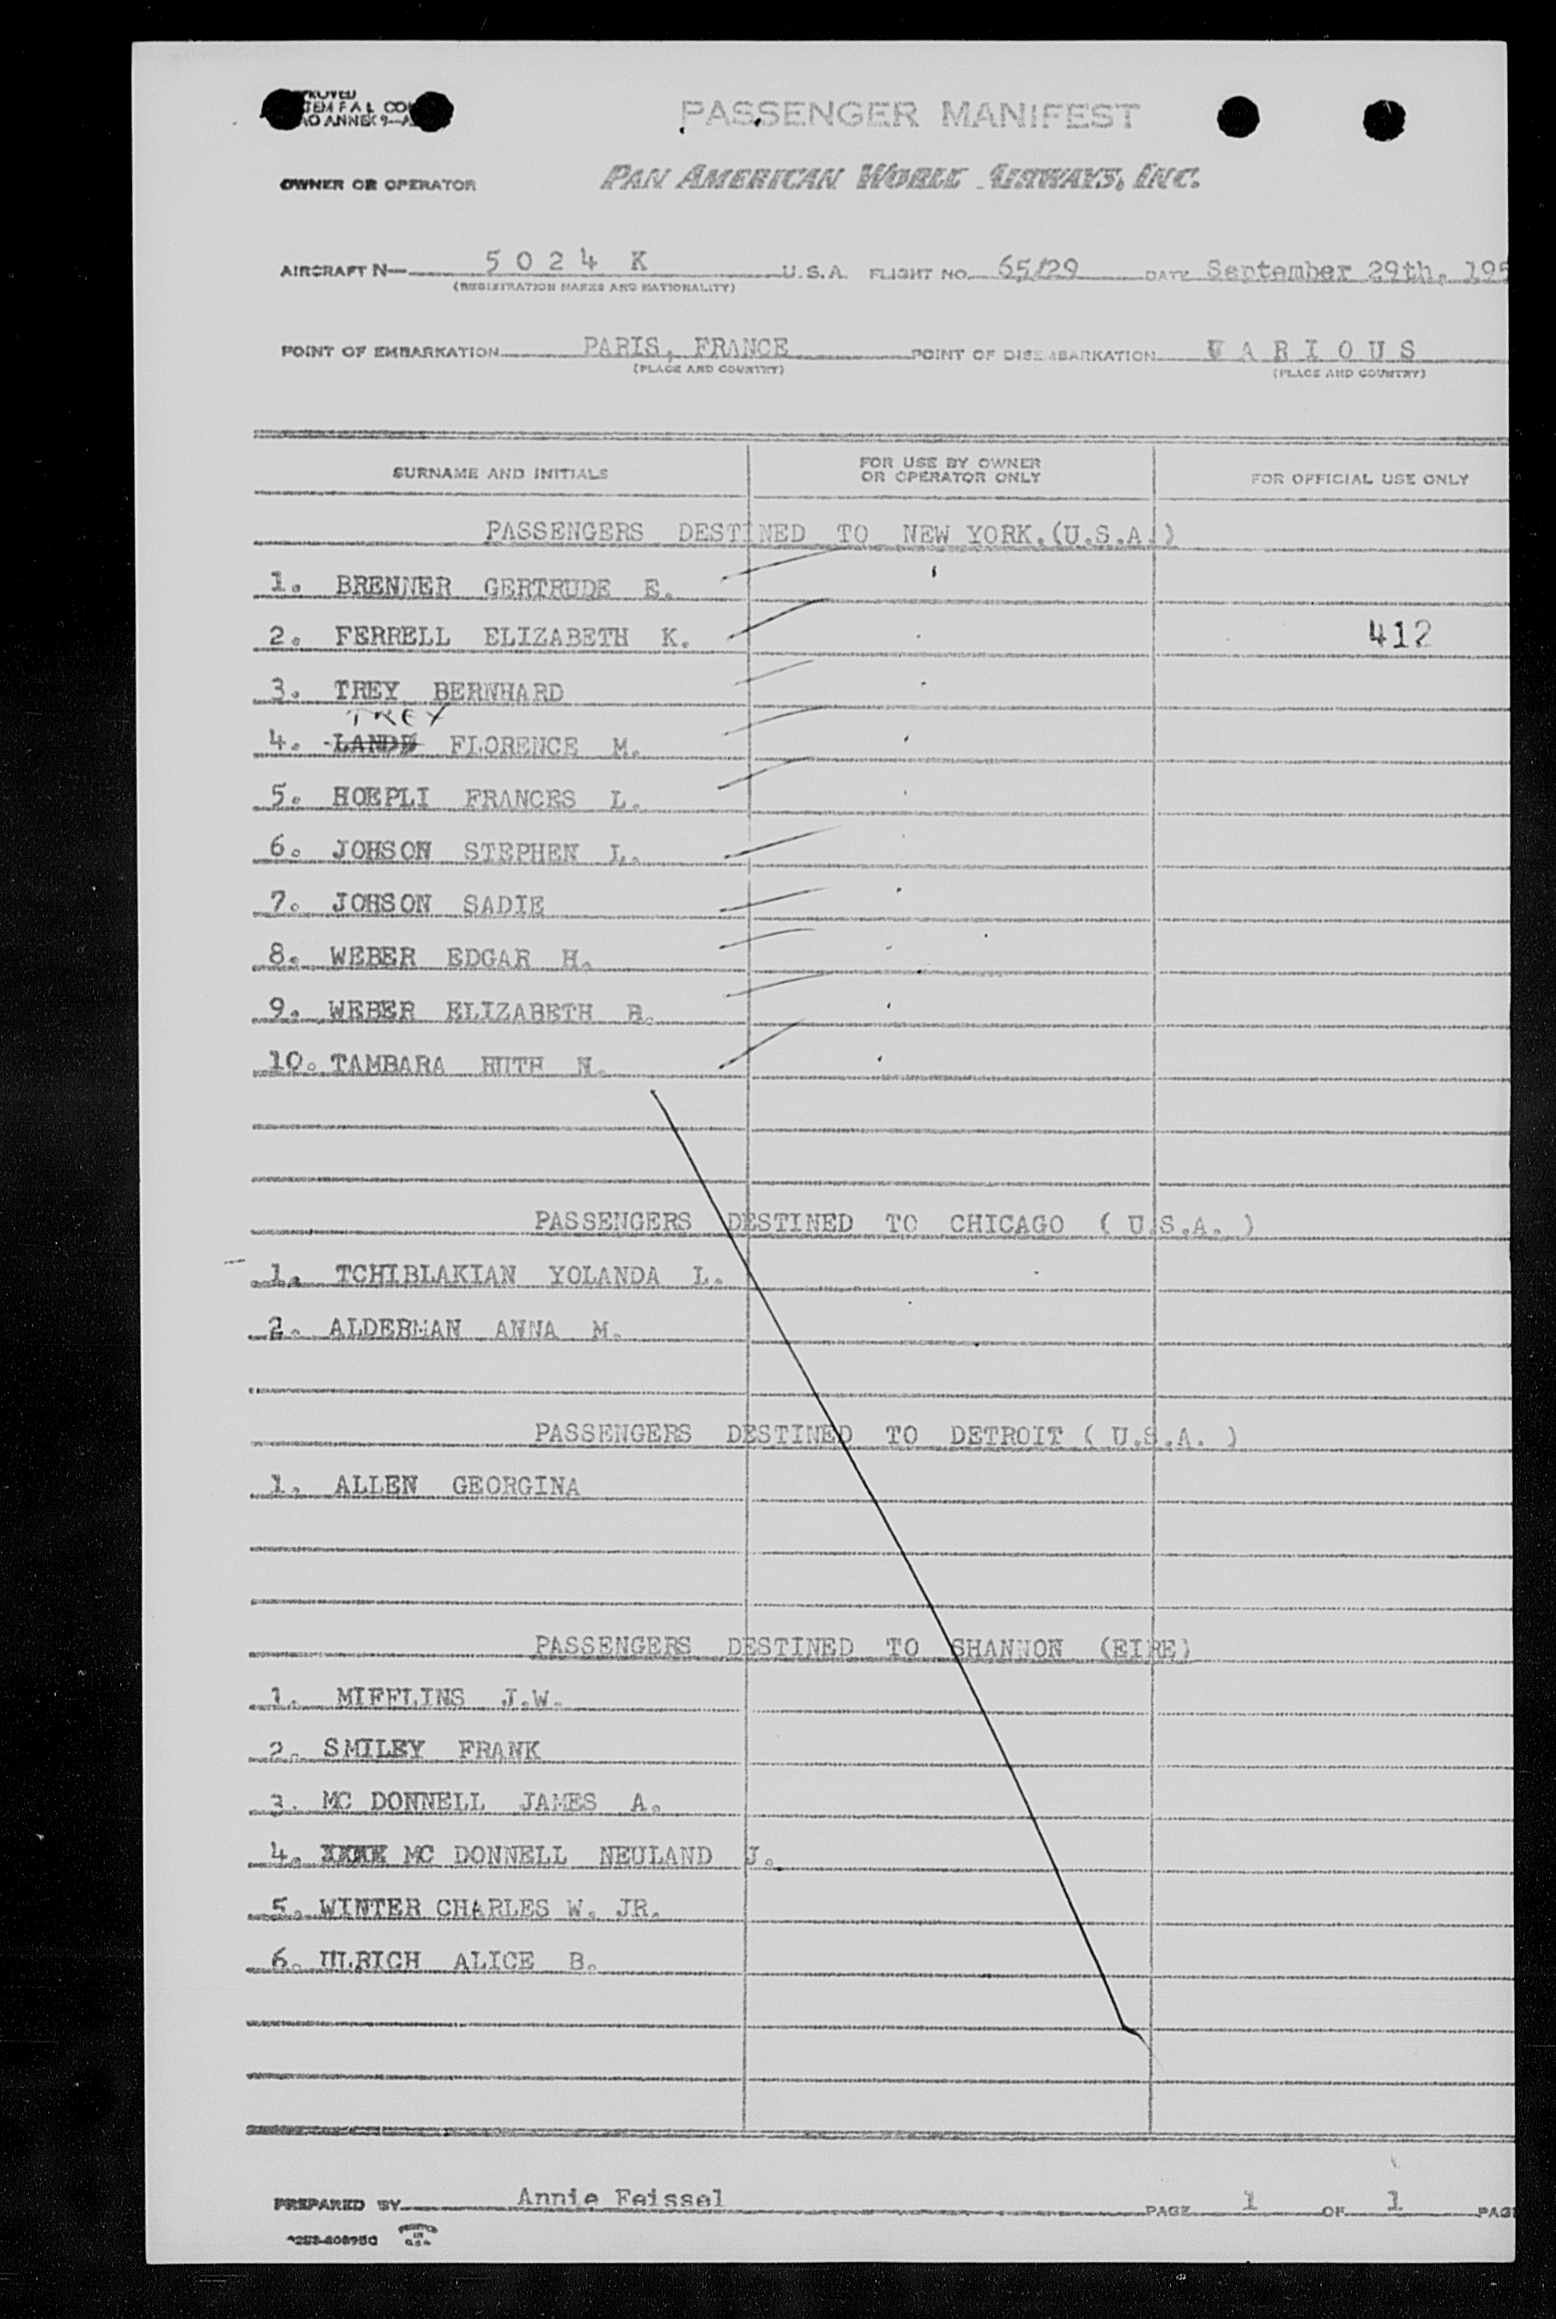 PASSENGER MANIFEST
OWNER OR OPERATOR PAN AMERICAN WORLD AIRWAYS, INC.
AIRCRAFT N— 5024 K U.S.A. FLIGHT NO. 65/29 DATE September 29th, 195
(REGISTRATION MARKS AND NATIONALITY)
POINT OF EMBARKATION PARIS, FRANCE POINT OF DISEMBARKATION VARIOUS
(PLACE AND COUNTRY) (PLACE AND COUNTRY)
SURNAME AND INITIALS FOR USE BY OWNER OR OPERATOR ONLY FOR OFFICIAL USE ONLY
PASSENGERS DESTINED TO NEW YORK.(U.S.A.)
1. BRENNER GERTRUDE E.
2. FERRELL ELIZABETH K. 412
3. TREY BERNHARD
TREY
4. LANDE FLORENCE M.
5. HOEPLI FRANCES L.
6. JOHSON STEPHEN L.
7. JOHSON SADIE
8. WEBER EDGAR H.
9. WEBER ELIZABETH B.
10. TAMBARA RUTH N.
PASSENGERS DESTINED TO CHICAGO ( U.S.A. )
1. TCHIBLAKIAN YOLANDA L.
2. ALDERMAN ANNA M.
PASSENGERS DESTINED TO DETROIT ( U.S.A. )
1. ALLEN GEORGINA
PASSENGERS DESTINED TO SHANNON (EIRE)
1. MIFFLINS J.W.
2. SMILEY FRANK
3. MC DONNELL JAMES A.
4. MC DONNELL NEULAND J.
5. WINTER CHARLES W. JR.
6. ULRICH ALICE B.
PREPARED BY Annie Feissel PAGE 1 OF 1